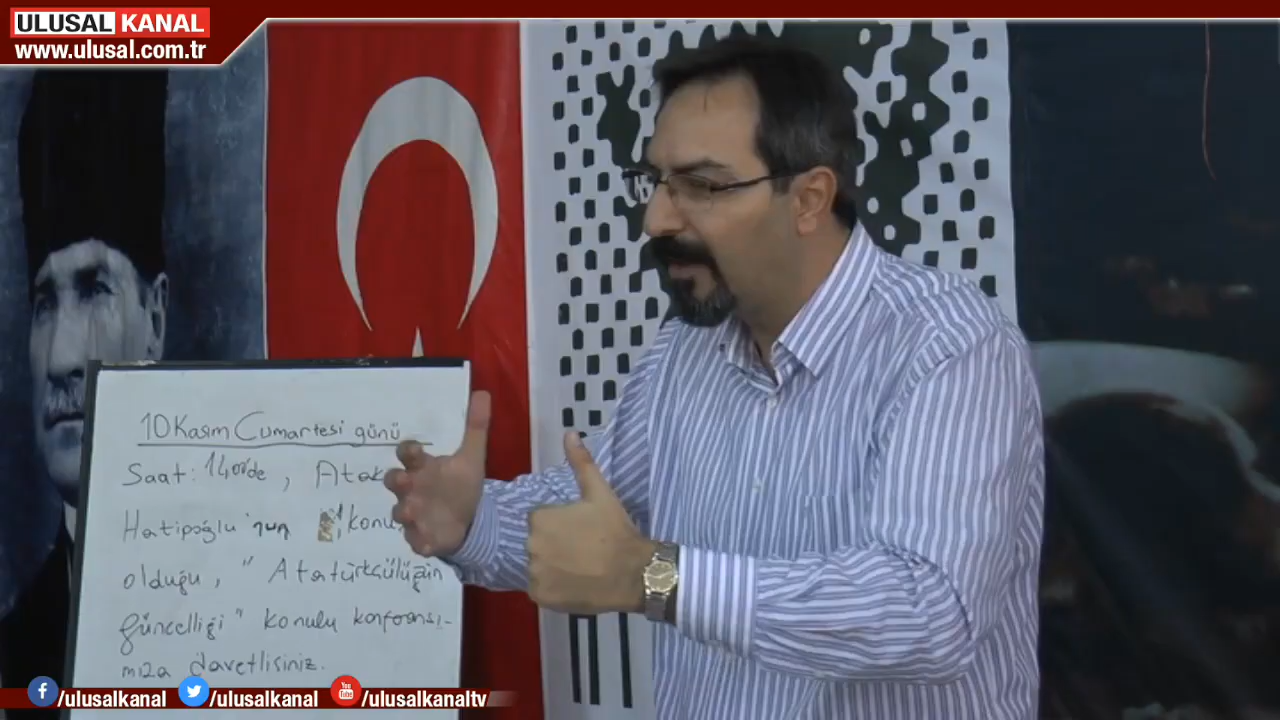 ULUSAL KANAL
www.ulusal.com.tr
10 Kasım Cumartesi günü
Saat: 14.00'de,
Hatipoğlu'nun
olduğu, "Atatürkçülüğün
Güncelliği" konulu konferansı-
mıza davetlisiniz.
/ulusalkanal /ulusalkanal /ulusalkanaltv